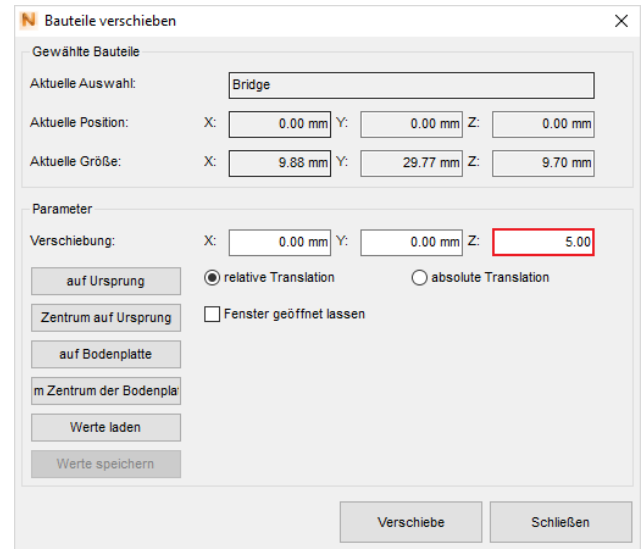 Bauteile verschieben
Gewählte Bauteile
Aktuelle Auswahl: Bridge
Aktuelle Position: X: 0.00 mm Y: 0.00 mm Z: 0.00 mm
Aktuelle Größe: X: 9.88 mm Y: 29.77 mm Z: 9.70 mm
Parameter
Verschiebung: X: 0.00 mm Y: 0.00 mm Z: 5.00
auf Ursprung relative Translation absolute Translation
Zentrum auf Ursprung Fenster geöffnet lassen
auf Bodenplatte
m Zentrum der Bodenpla
Werte laden
Werte speichern
Verschiebe Schließen